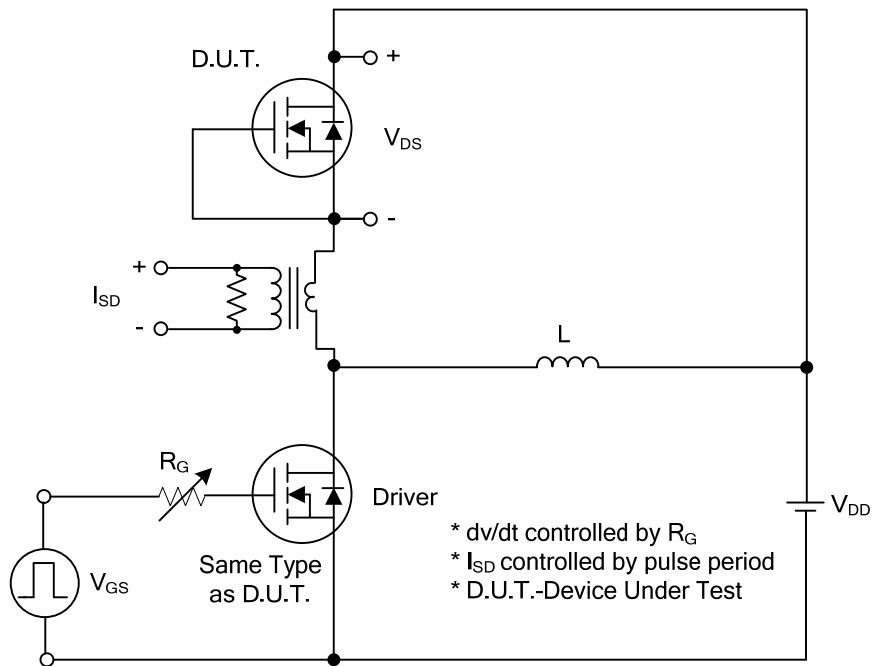 D.U.T.
+
VDS
-
+
ISD
-
L
RG
Driver
VDD
VGS
Same Type
as D.U.T.
* dv/dt controlled by RG
* ISD controlled by pulse period
* D.U.T.-Device Under Test